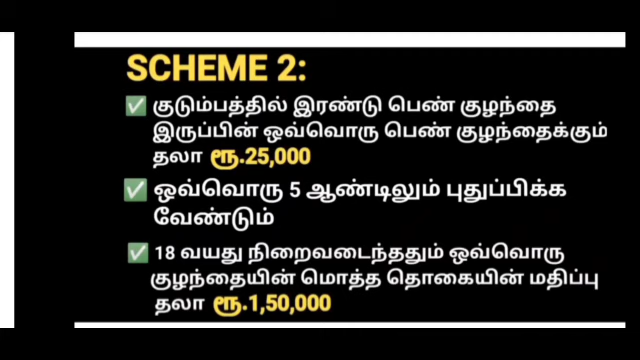 SCHEME 2:
✅ குடும்பத்தில் இரண்டு பெண் குழந்தை
இருப்பின் ஒவ்வொரு பெண் குழந்தைக்கும்
தலா ரூ.25,000
✅ ஒவ்வொரு 5 ஆண்டிலும் புதுப்பிக்க
வேண்டும்
✅ 18 வயது நிறைவடைந்ததும் ஒவ்வொரு
குழந்தையின் மொத்த தொகையின் மதிப்பு
தலா ரூ.1,50,000